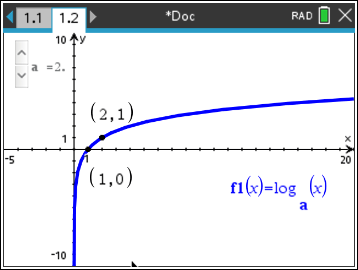 1.1 1.2 *Doc RAD
10 y
a =2.
(2,1)
1
x
-5 1 20
(1,0)
f1(x)=log a (x)
-10